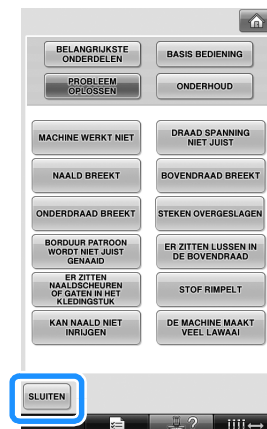 BELANGRIJKSTE
ONDERDELEN
BASIS BEDIENING
PROBLEEM
OPLOSSEN
ONDERHOUD
MACHINE WERKT NIET
DRAAD SPANNING
NIET JUIST
NAALD BREEKT
BOVENDRAAD BREEKT
ONDERDRAAD BREEKT
STEKEN OVERGESLAGEN
BORDUUR PATROON
WORDT NIET JUIST
GENAAID
ER ZITTEN LUSSEN IN
DE BOVENDRAAD
ER ZITTEN
NAALDSCHEUREN
OF GATEN IN HET
KLEDINGSTUK
STOF RIMPELT
KAN NAALD NIET
INRIJGEN
DE MACHINE MAAKT
VEEL LAWAAI
SLUITEN
?